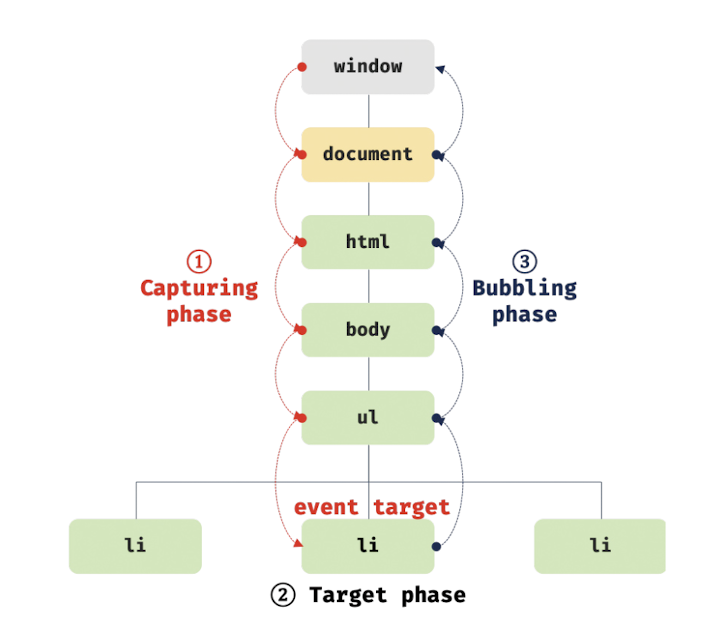 window
document
html
①
Capturing
phase
③
Bubbling
phase
body
ul
event target
li
li
li
② Target phase